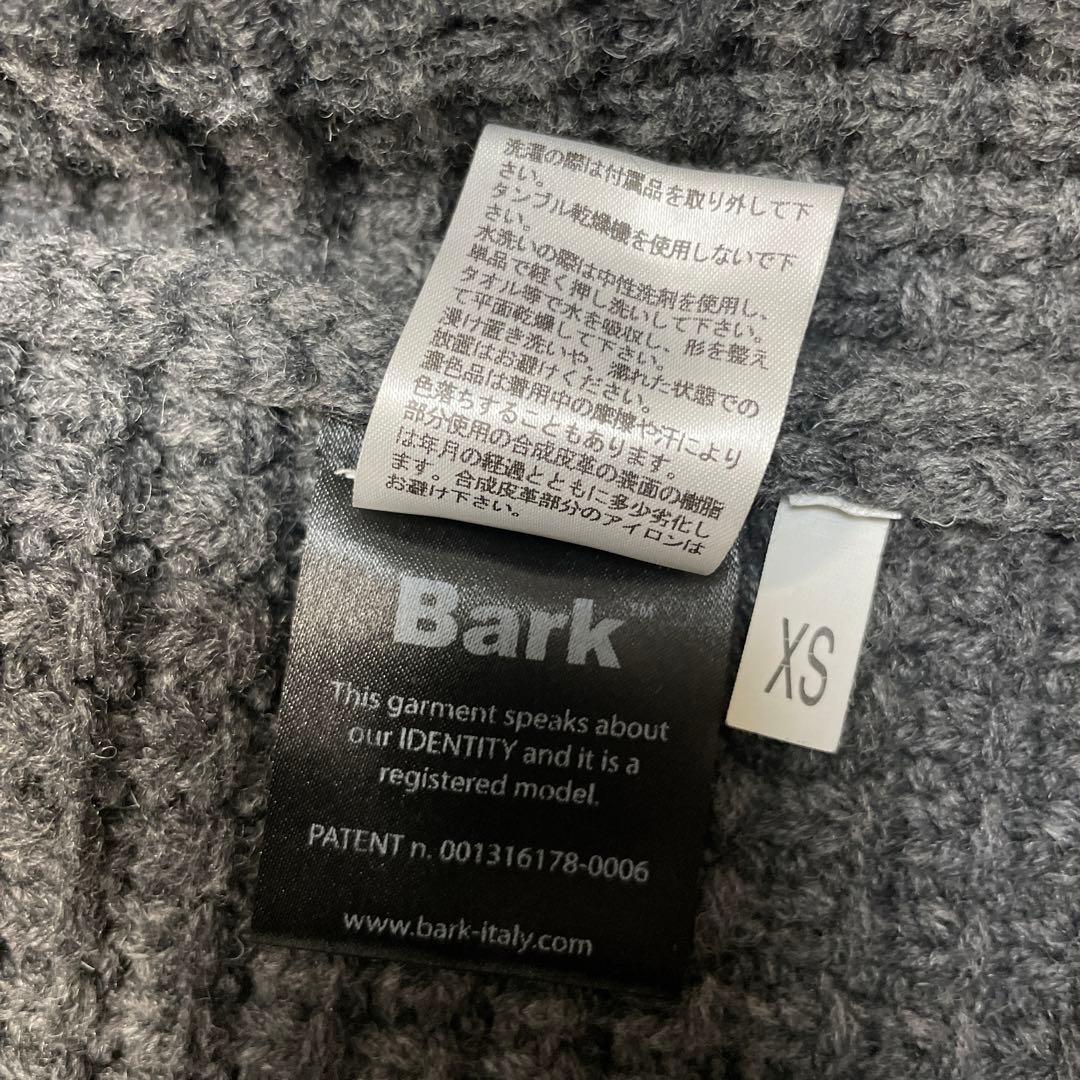 洗濯の際は付属品を取り外して下
さい。
タンブル乾燥機を使用しないで下
さい。
水洗いの際は中性洗剤を使用し、
単品で軽く押し洗いして下さい。
タオル等で水を吸収し、形を整え
て平面乾燥して下さい。
浸け置き洗いや、濡れた状態での
放置はお避けください。
濃色品は着用中の摩擦や汗により
色落ちすることもあります。
部分使用の合成皮革の表面の樹脂
は年月の経過とともに多少劣化し
ます。合成皮革部分のアイロンは
お避け下さい。
Bark™
This garment speaks about
our IDENTITY and it is a
registered model.
PATENT n. 001316178-0006
www.bark-italy.com
XS